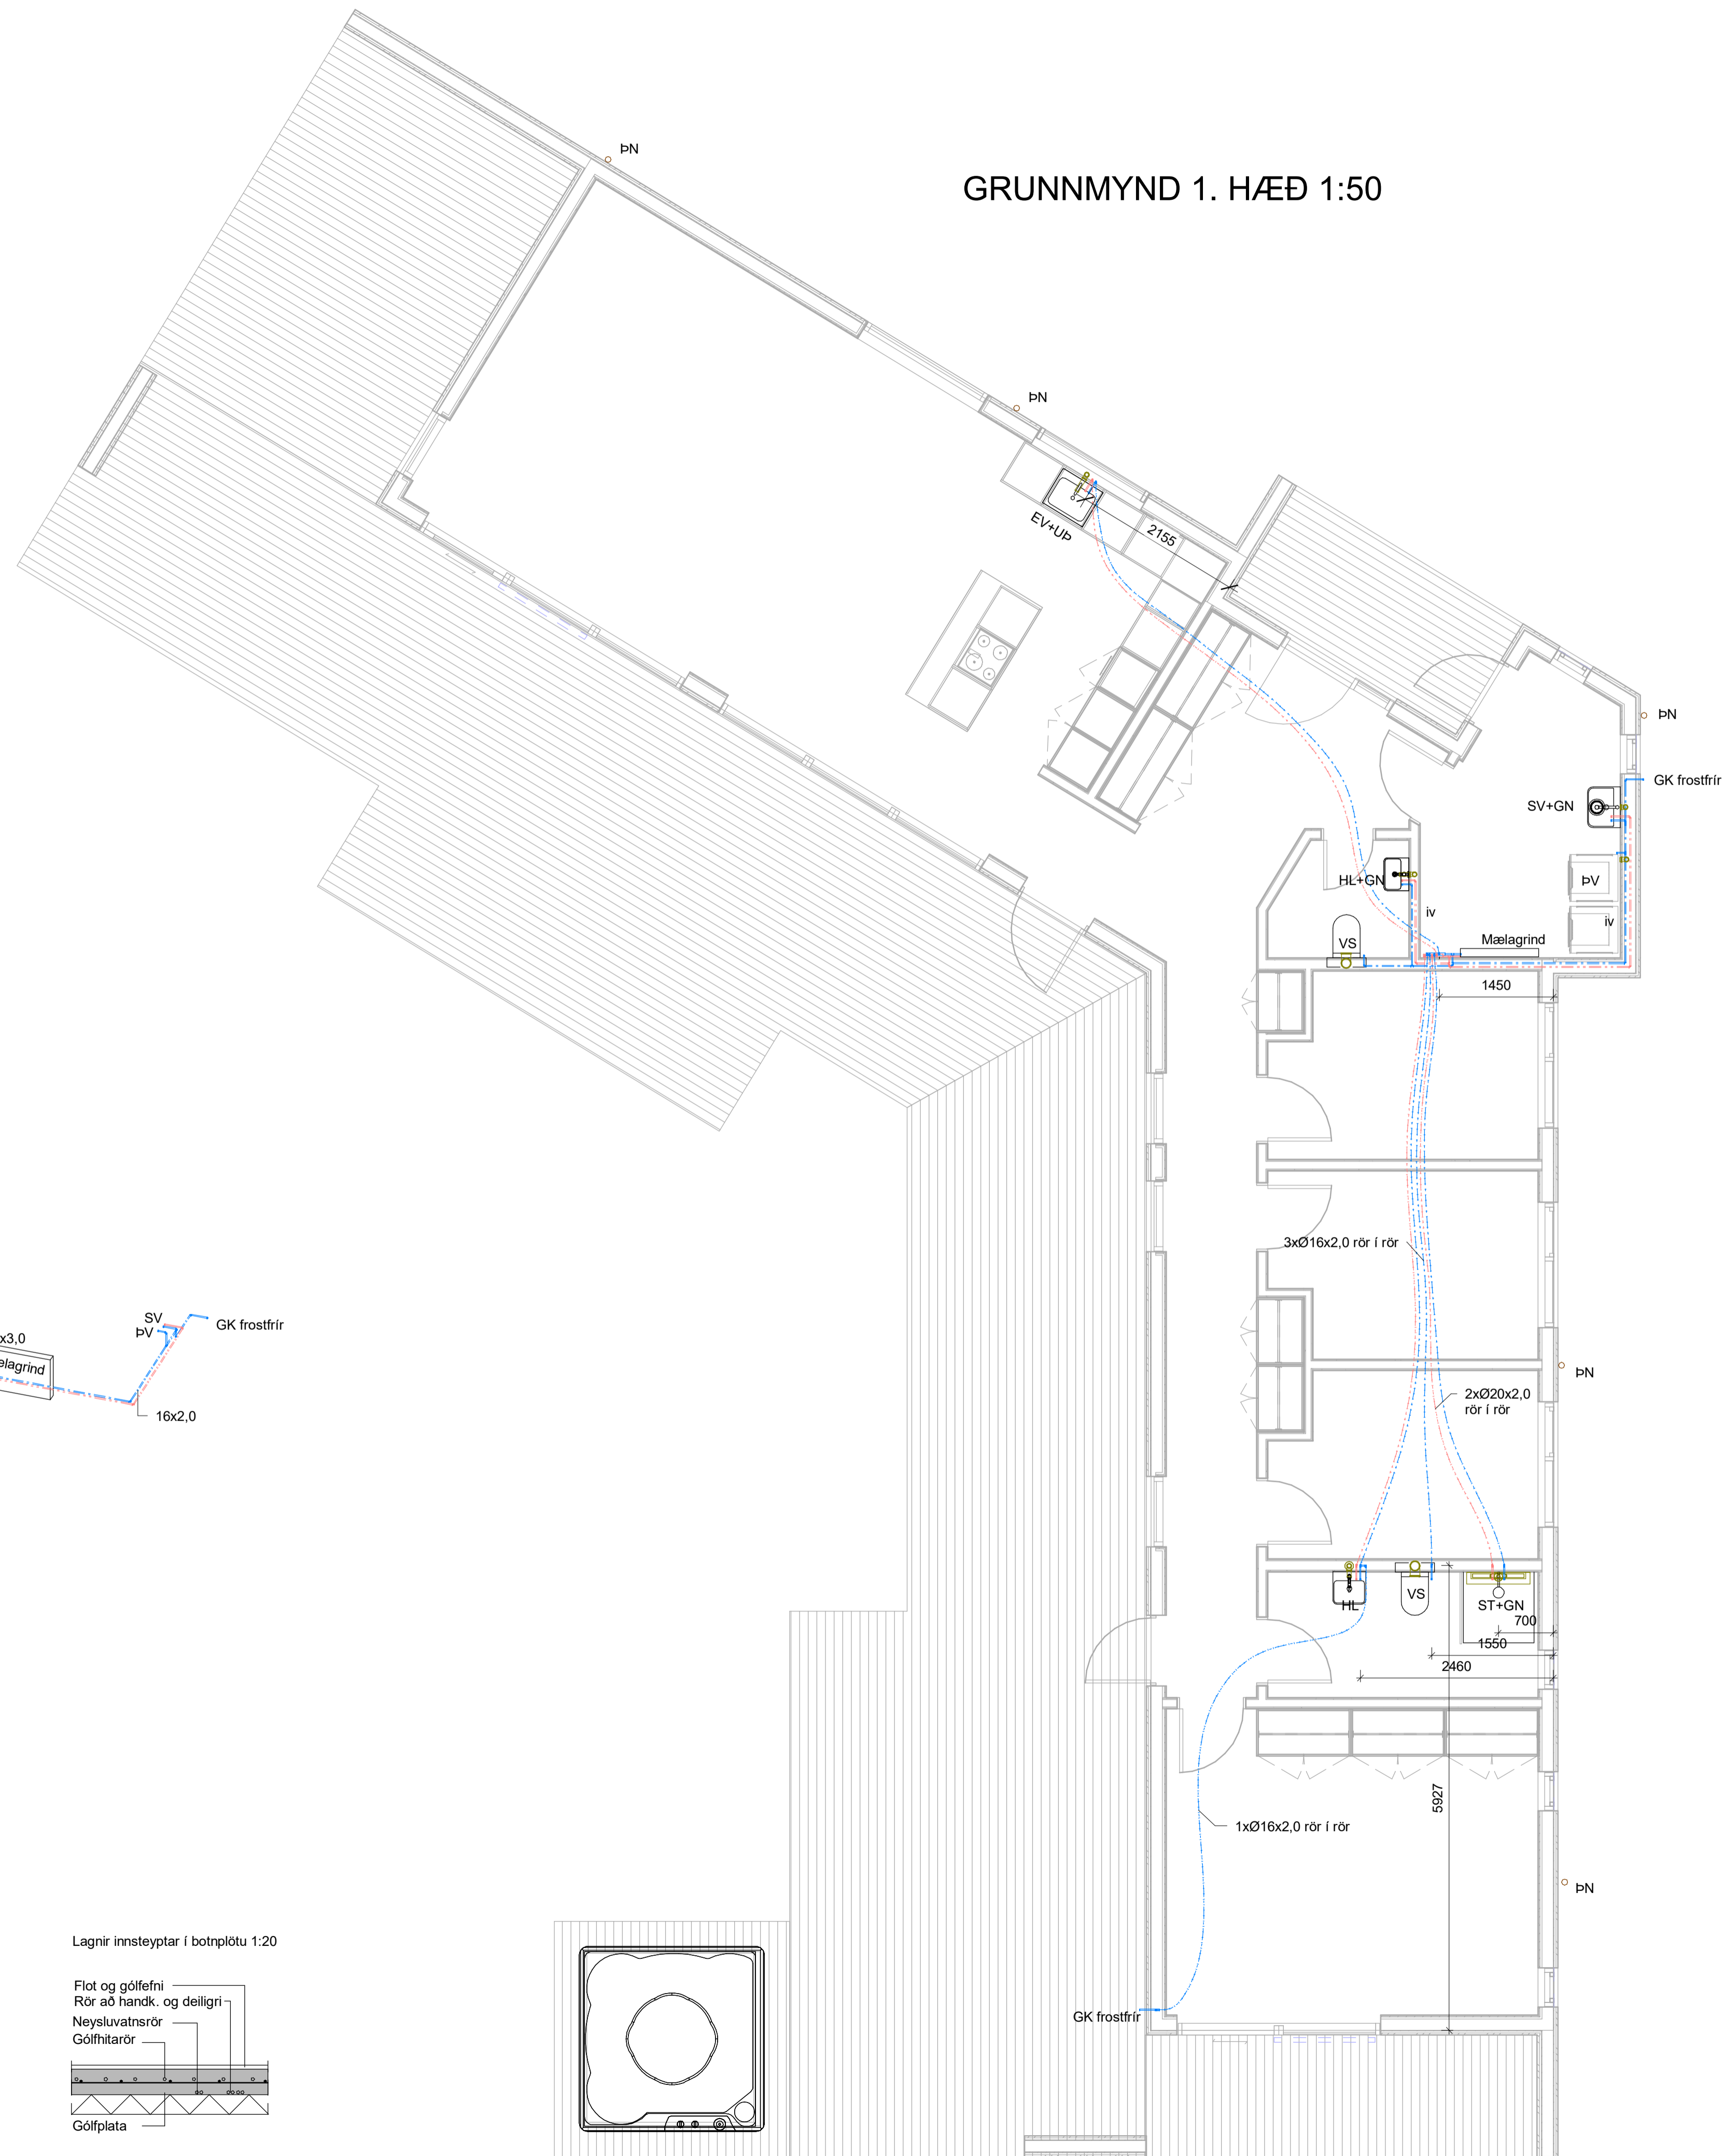 GRUNNMYND 1. HÆÐ 1:50
ÞN
ÞN
EV+UÞ
2155
ÞN
GK frostfrír
SV+GN
HL+GN
ÞV
iv
iv
VS
Mælagrind
1450
3xØ16x2,0 rör í rör
SV
ÞV
GK frostfrír
x3,0
elagrind
16x2,0
ÞN
2xØ20x2,0
rör í rör
HL
VS
ST+GN
700
1550
2460
5927
1xØ16x2,0 rör í rör
ÞN
GK frostfrír
Lagnir innsteyptar í botnplötu 1:20
Flot og gólfefni
Rör að handk. og deiligri
Neysluvatnsrör
Gólfhitarör
Gólfplata